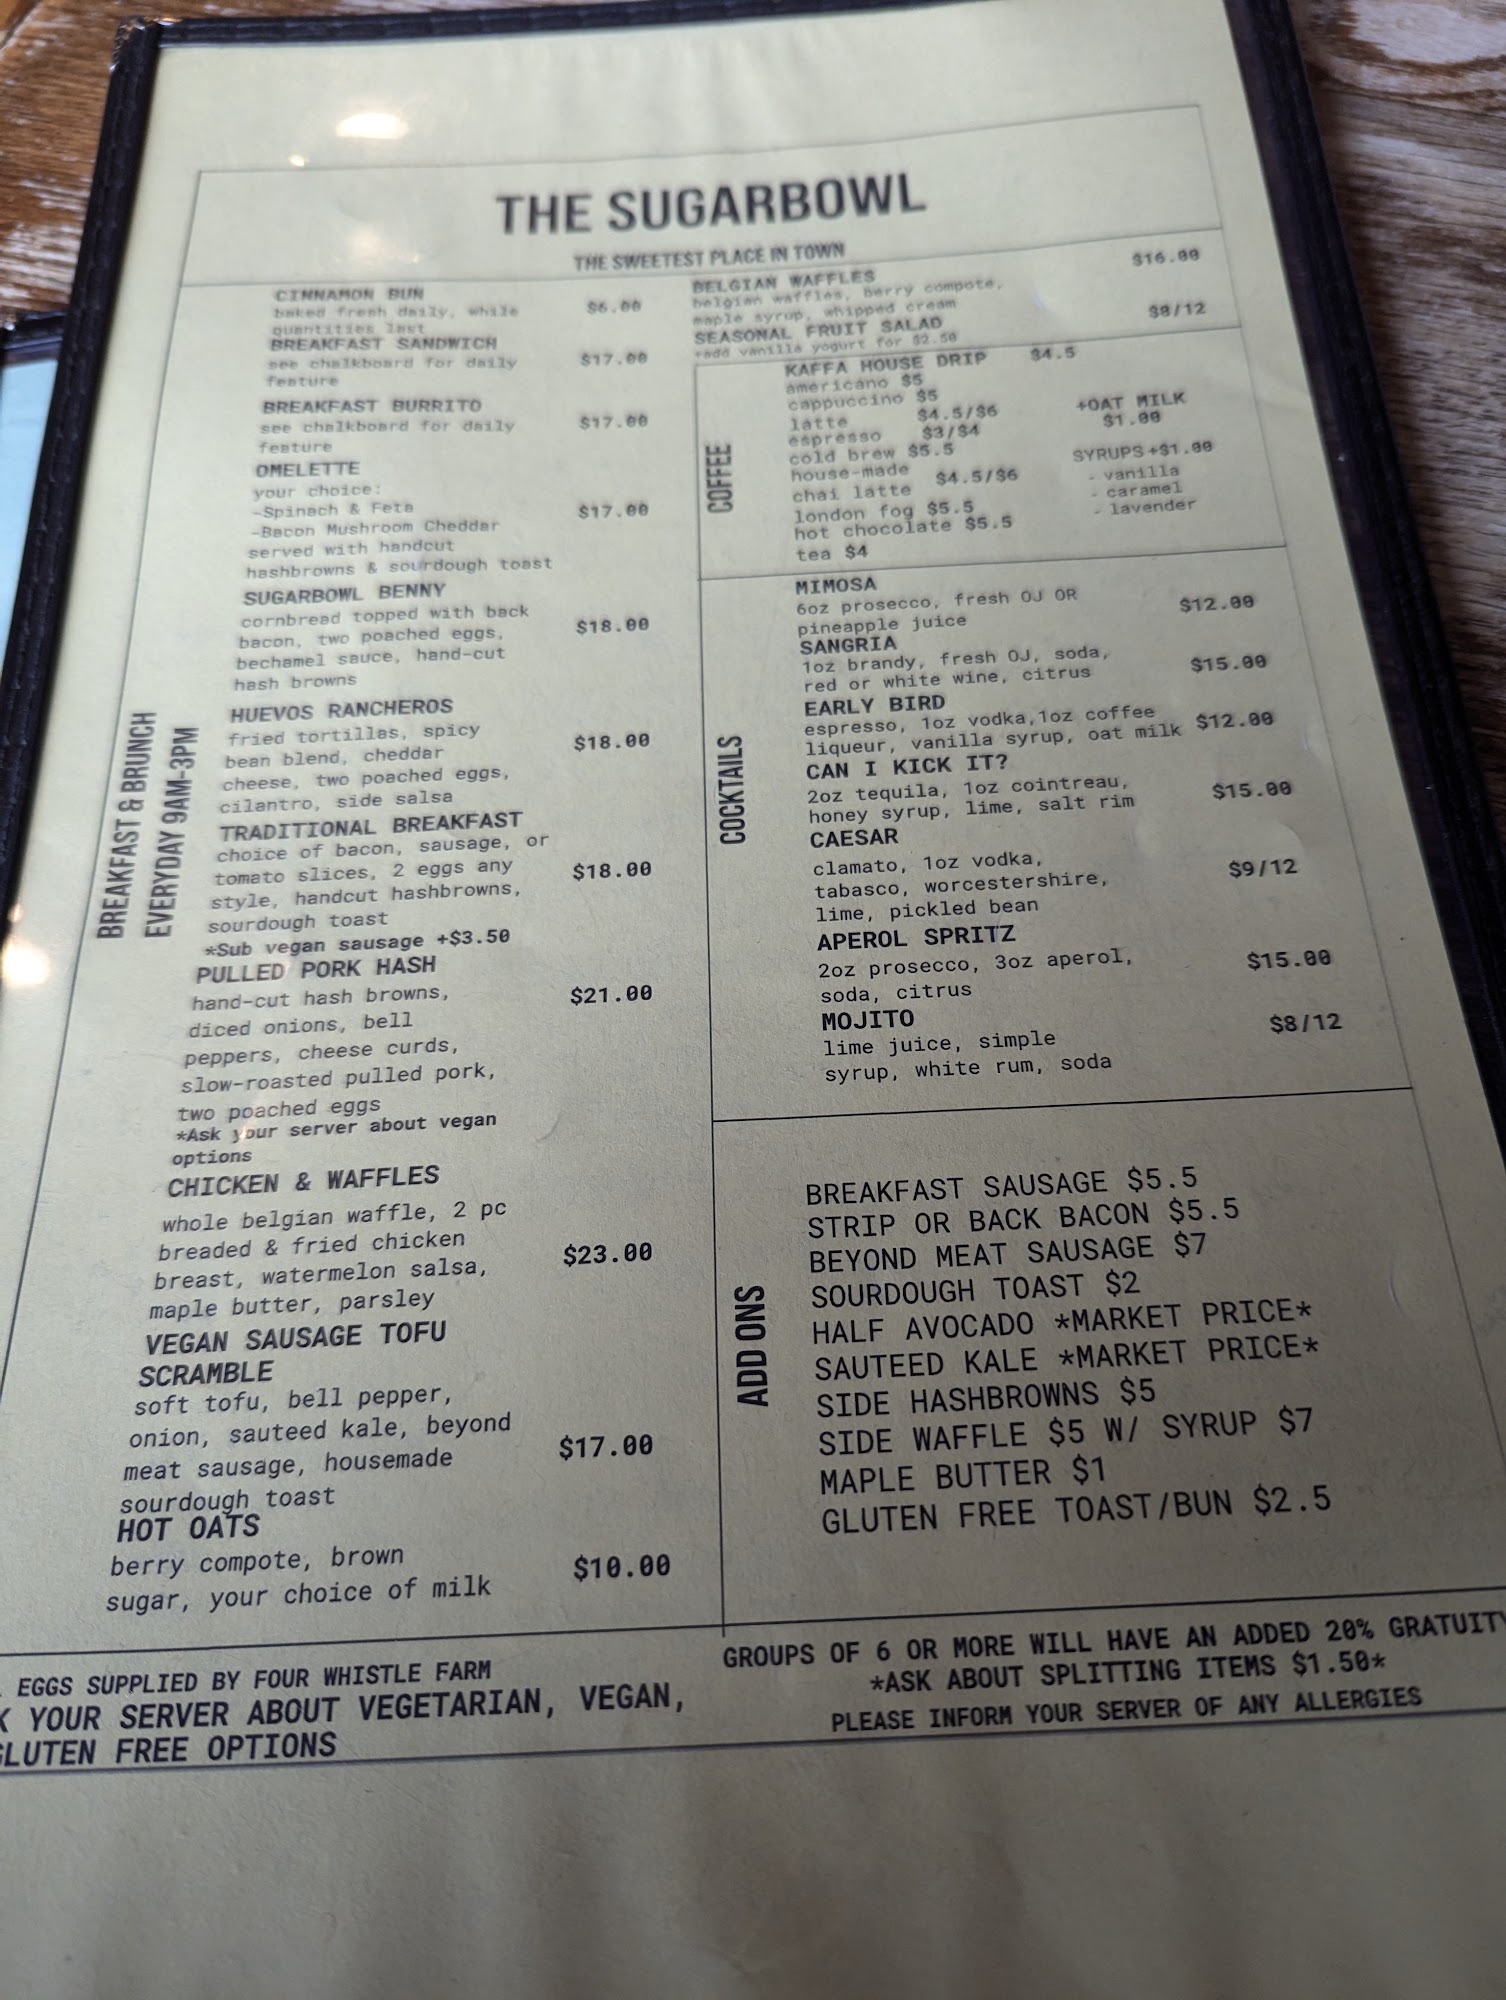 THE SUGARBOWL
THE SWEETEST PLACE IN TOWN
BREAKFAST & BRUNCH
EVERYDAY 9AM-3PM
CINNAMON BUN
baked fresh daily, while $6.00
quantities last
BREAKFAST SANDWICH
see chalkboard for daily $17.00
feature
BREAKFAST BURRITO
see chalkboard for daily $17.00
feature
OMELETTE
your choice:
-Spinach & Feta $17.00
-Bacon Mushroom Cheddar
served with handcut
hashbrowns & sourdough toast
SUGARBOWL BENNY
cornbread topped with back
bacon, two poached eggs, $18.00
bechamel sauce, hand-cut
hash browns
HUEVOS RANCHEROS
fried tortillas, spicy
bean blend, cheddar $18.00
cheese, two poached eggs,
cilantro, side salsa
TRADITIONAL BREAKFAST
choice of bacon, sausage, or
tomato slices, 2 eggs any $18.00
style, handcut hashbrowns,
sourdough toast
*Sub vegan sausage +$3.50
PULLED PORK HASH
hand-cut hash browns, $21.00
diced onions, bell
peppers, cheese curds,
slow-roasted pulled pork,
two poached eggs
*Ask your server about vegan
options
CHICKEN & WAFFLES
whole belgian waffle, 2 pc
breaded & fried chicken $23.00
breast, watermelon salsa,
maple butter, parsley
VEGAN SAUSAGE TOFU
SCRAMBLE
soft tofu, bell pepper,
onion, sauteed kale, beyond $17.00
meat sausage, housemade
sourdough toast
HOT OATS
berry compote, brown $10.00
sugar, your choice of milk
BELGIAN WAFFLES $16.00
belgian waffles, berry compote,
maple syrup, whipped cream
SEASONAL FRUIT SALAD $8/12
+add vanilla yogurt for $2.50
COFFEE
KAFFA HOUSE DRIP $4.5
americano $5
cappuccino $5
latte $4.5/$6
espresso $3/$4
cold brew $5.5
house-made
chai latte $4.5/$6
london fog $5.5
hot chocolate $5.5
tea $4
+OAT MILK
$1.00
SYRUPS +$1.00
- vanilla
- caramel
- lavender
COCKTAILS
MIMOSA
6oz prosecco, fresh OJ OR $12.00
pineapple juice
SANGRIA
1oz brandy, fresh OJ, soda, $15.00
red or white wine, citrus
EARLY BIRD
espresso, 1oz vodka,1oz coffee $12.00
liqueur, vanilla syrup, oat milk
CAN I KICK IT?
2oz tequila, 1oz cointreau, $15.00
honey syrup, lime, salt rim
CAESAR
clamato, 1oz vodka, $9/12
tabasco, worcestershire,
lime, pickled bean
APEROL SPRITZ
2oz prosecco, 3oz aperol, $15.00
soda, citrus
MOJITO $8/12
lime juice, simple
syrup, white rum, soda
ADD ONS
BREAKFAST SAUSAGE $5.5
STRIP OR BACK BACON $5.5
BEYOND MEAT SAUSAGE $7
SOURDOUGH TOAST $2
HALF AVOCADO *MARKET PRICE*
SAUTEED KALE *MARKET PRICE*
SIDE HASHBROWNS $5
SIDE WAFFLE $5 W/ SYRUP $7
MAPLE BUTTER $1
GLUTEN FREE TOAST/BUN $2.5
EGGS SUPPLIED BY FOUR WHISTLE FARM
K YOUR SERVER ABOUT VEGETARIAN, VEGAN,
GLUTEN FREE OPTIONS
GROUPS OF 6 OR MORE WILL HAVE AN ADDED 20% GRATUITY
*ASK ABOUT SPLITTING ITEMS $1.50*
PLEASE INFORM YOUR SERVER OF ANY ALLERGIES